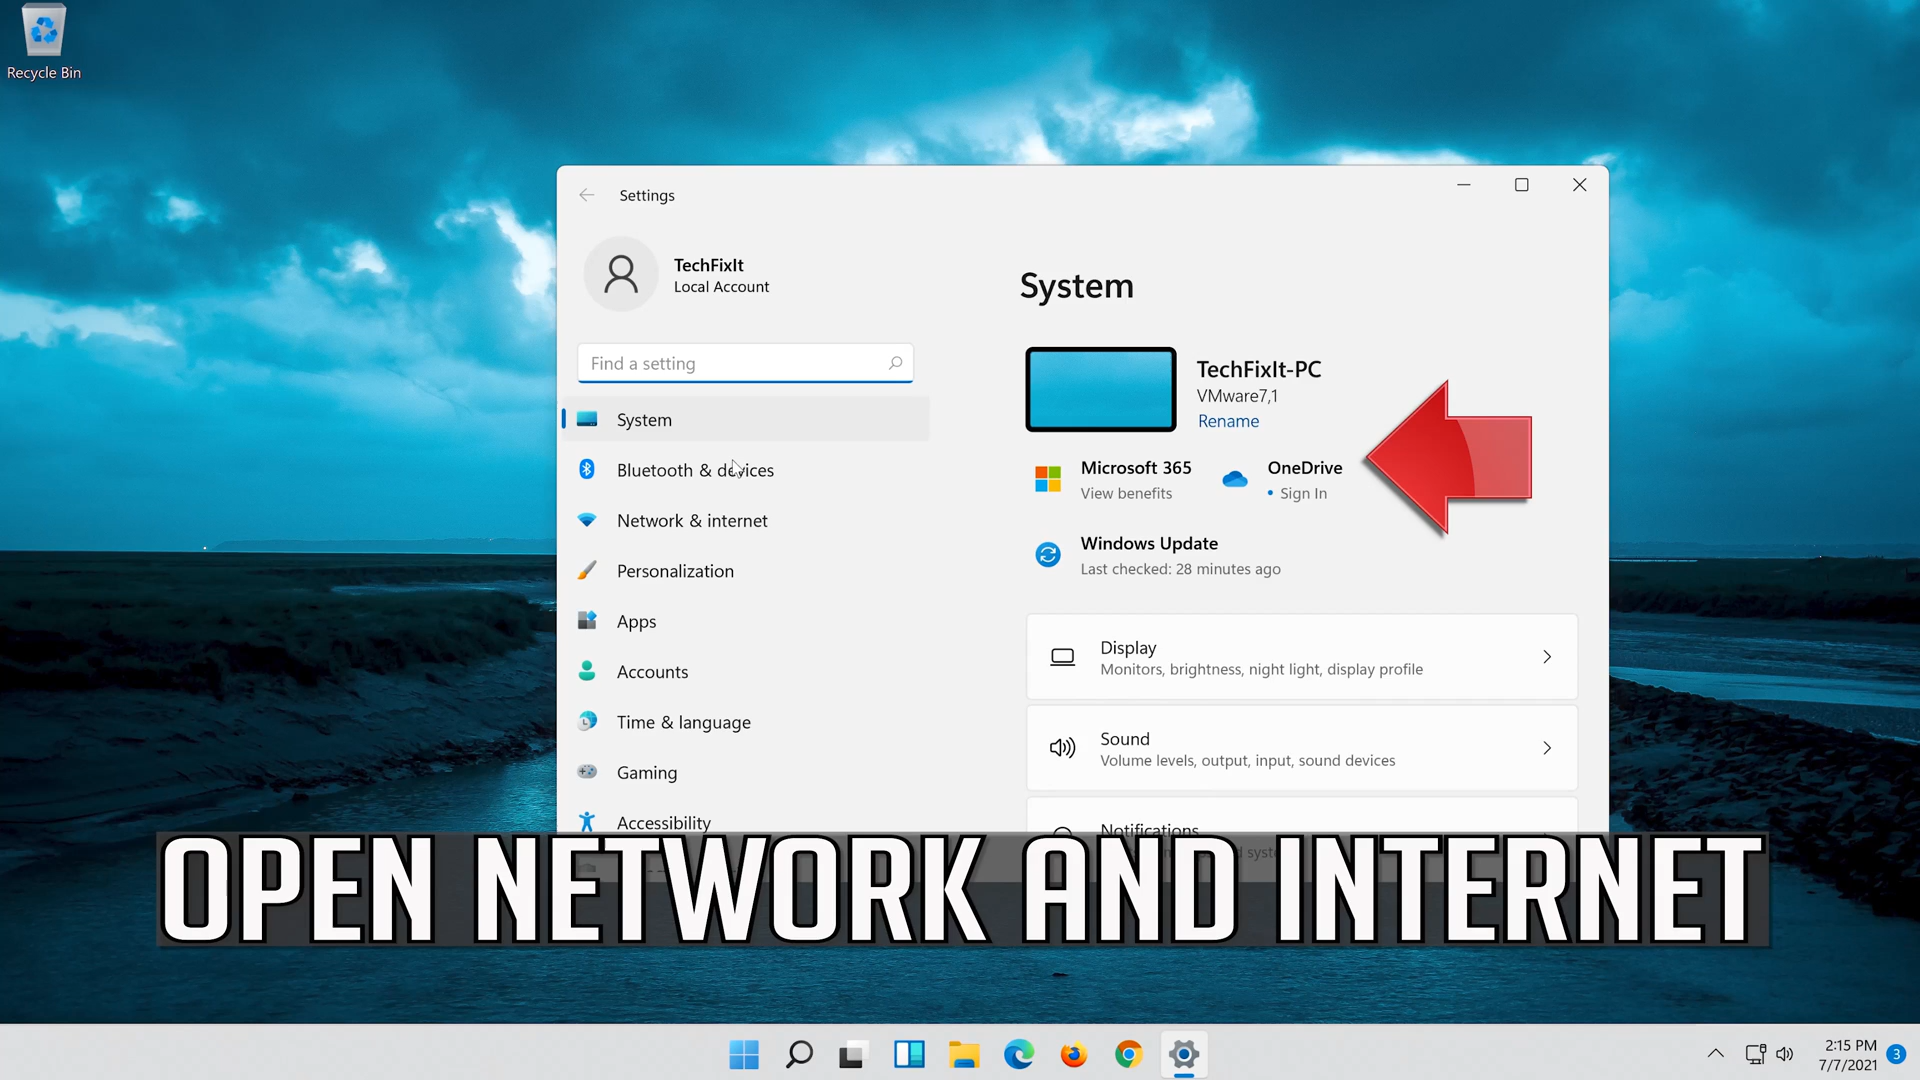 Recycle Bin
Settings
TechFixIt
Local Account
Find a setting
System
Bluetooth & devices
Network & internet
Personalization
Apps
Accounts
Time & language
Gaming
Accessibility
System
TechFixIt-PC
VMware7,1
Rename
Microsoft 365
View benefits
OneDrive
• Sign In
Windows Update
Last checked: 28 minutes ago
Display
Monitors, brightness, night light, display profile
Sound
Volume levels, output, input, sound devices
Notifications
OPEN NETWORK AND INTERNET
2:15 PM
7/7/2021
3